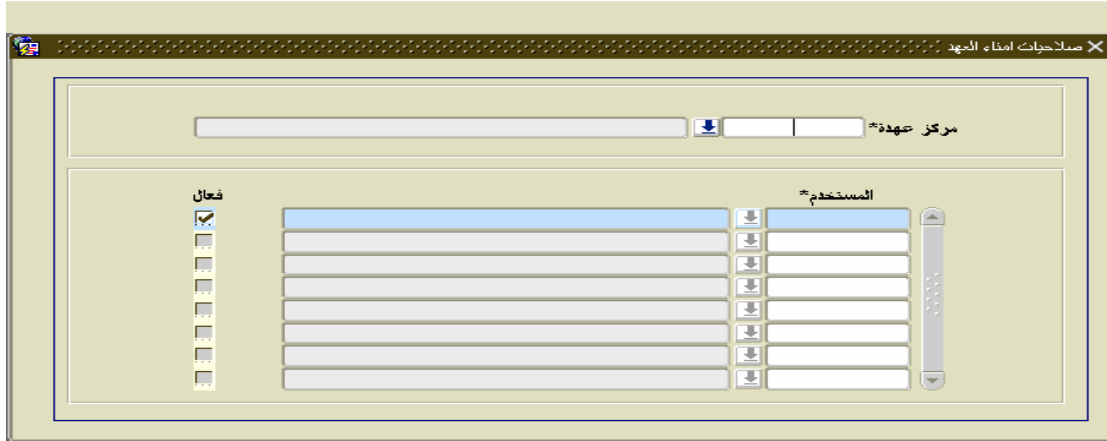 صلاحيات امناء العهد
مركز عهدة*
المستخدم* فعال